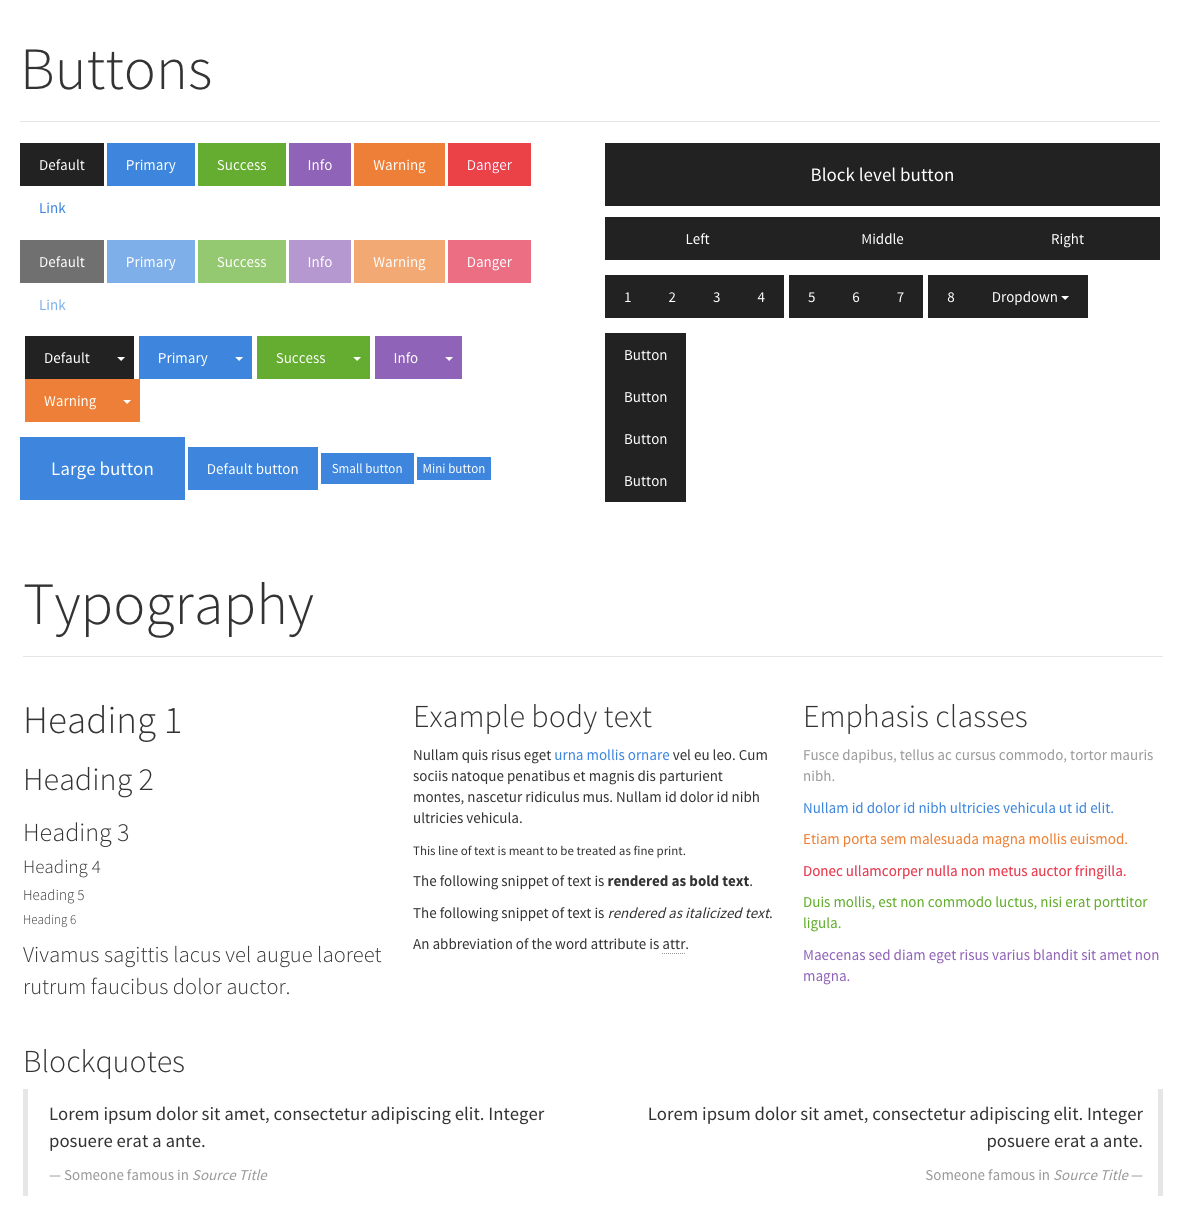 Buttons
Default Primary Success Info Warning Danger
Link
Default Primary Success Info Warning Danger
Link
Default Primary Success Info
Warning
Large button Default button Small button Mini button
Block level button
Left Middle Right
1 2 3 4 5 6 7 8 Dropdown
Button
Button
Button
Button
Typography
Heading 1
Heading 2
Heading 3
Heading 4
Heading 5
Heading 6
Vivamus sagittis lacus vel augue laoreet
rutrum faucibus dolor auctor.
Example body text
Nullam quis risus eget urna mollis ornare vel eu leo. Cum
sociis natoque penatibus et magnis dis parturient
montes, nascetur ridiculus mus. Nullam id dolor id nibh
ultricies vehicula.
This line of text is meant to be treated as fine print.
The following snippet of text is rendered as bold text.
The following snippet of text is rendered as italicized text.
An abbreviation of the word attribute is attr.
Emphasis classes
Fusce dapibus, tellus ac cursus commodo, tortor mauris
nibh.
Nullam id dolor id nibh ultricies vehicula ut id elit.
Etiam porta sem malesuada magna mollis euismod.
Donec ullamcorper nulla non metus auctor fringilla.
Duis mollis, est non commodo luctus, nisi erat porttitor
ligula.
Maecenas sed diam eget risus varius blandit sit amet non
magna.
Blockquotes
Lorem ipsum dolor sit amet, consectetur adipiscing elit. Integer
posuere erat a ante.
— Someone famous in Source Title
Lorem ipsum dolor sit amet, consectetur adipiscing elit. Integer
posuere erat a ante.
Someone famous in Source Title —